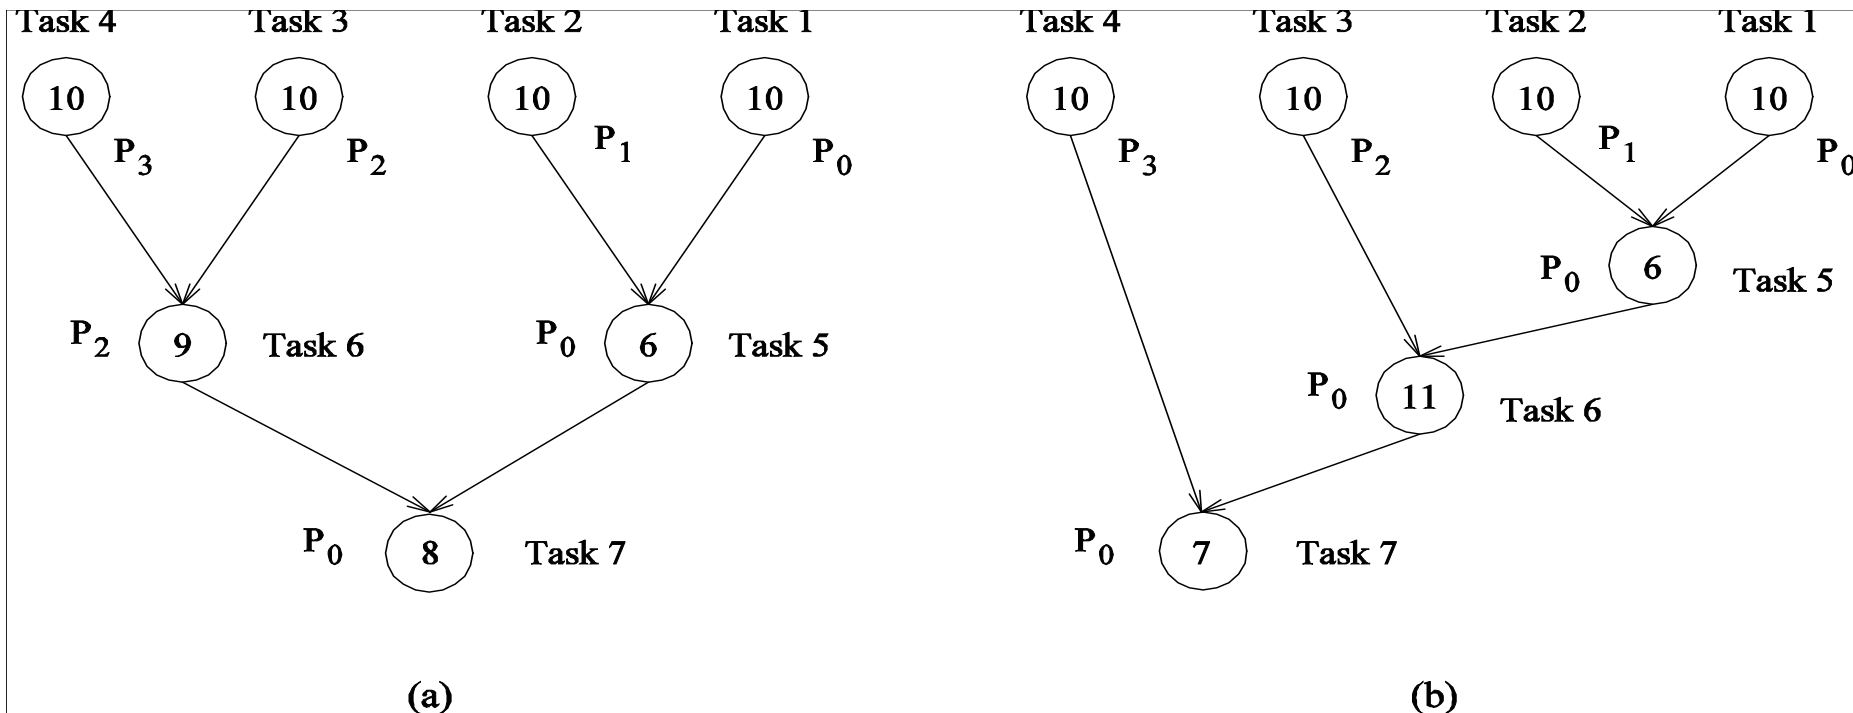 Task 4 Task 3 Task 2 Task 1 Task 4 Task 3 Task 2 Task 1
10 10 10 10 10 10 10 10
P3 P2 P1 P0 P3 P2 P1 P0
P0 6 Task 5
P2 9 Task 6 P0 6 Task 5
P0 11 Task 6
P0 8 Task 7 P0 7 Task 7
(a) (b)